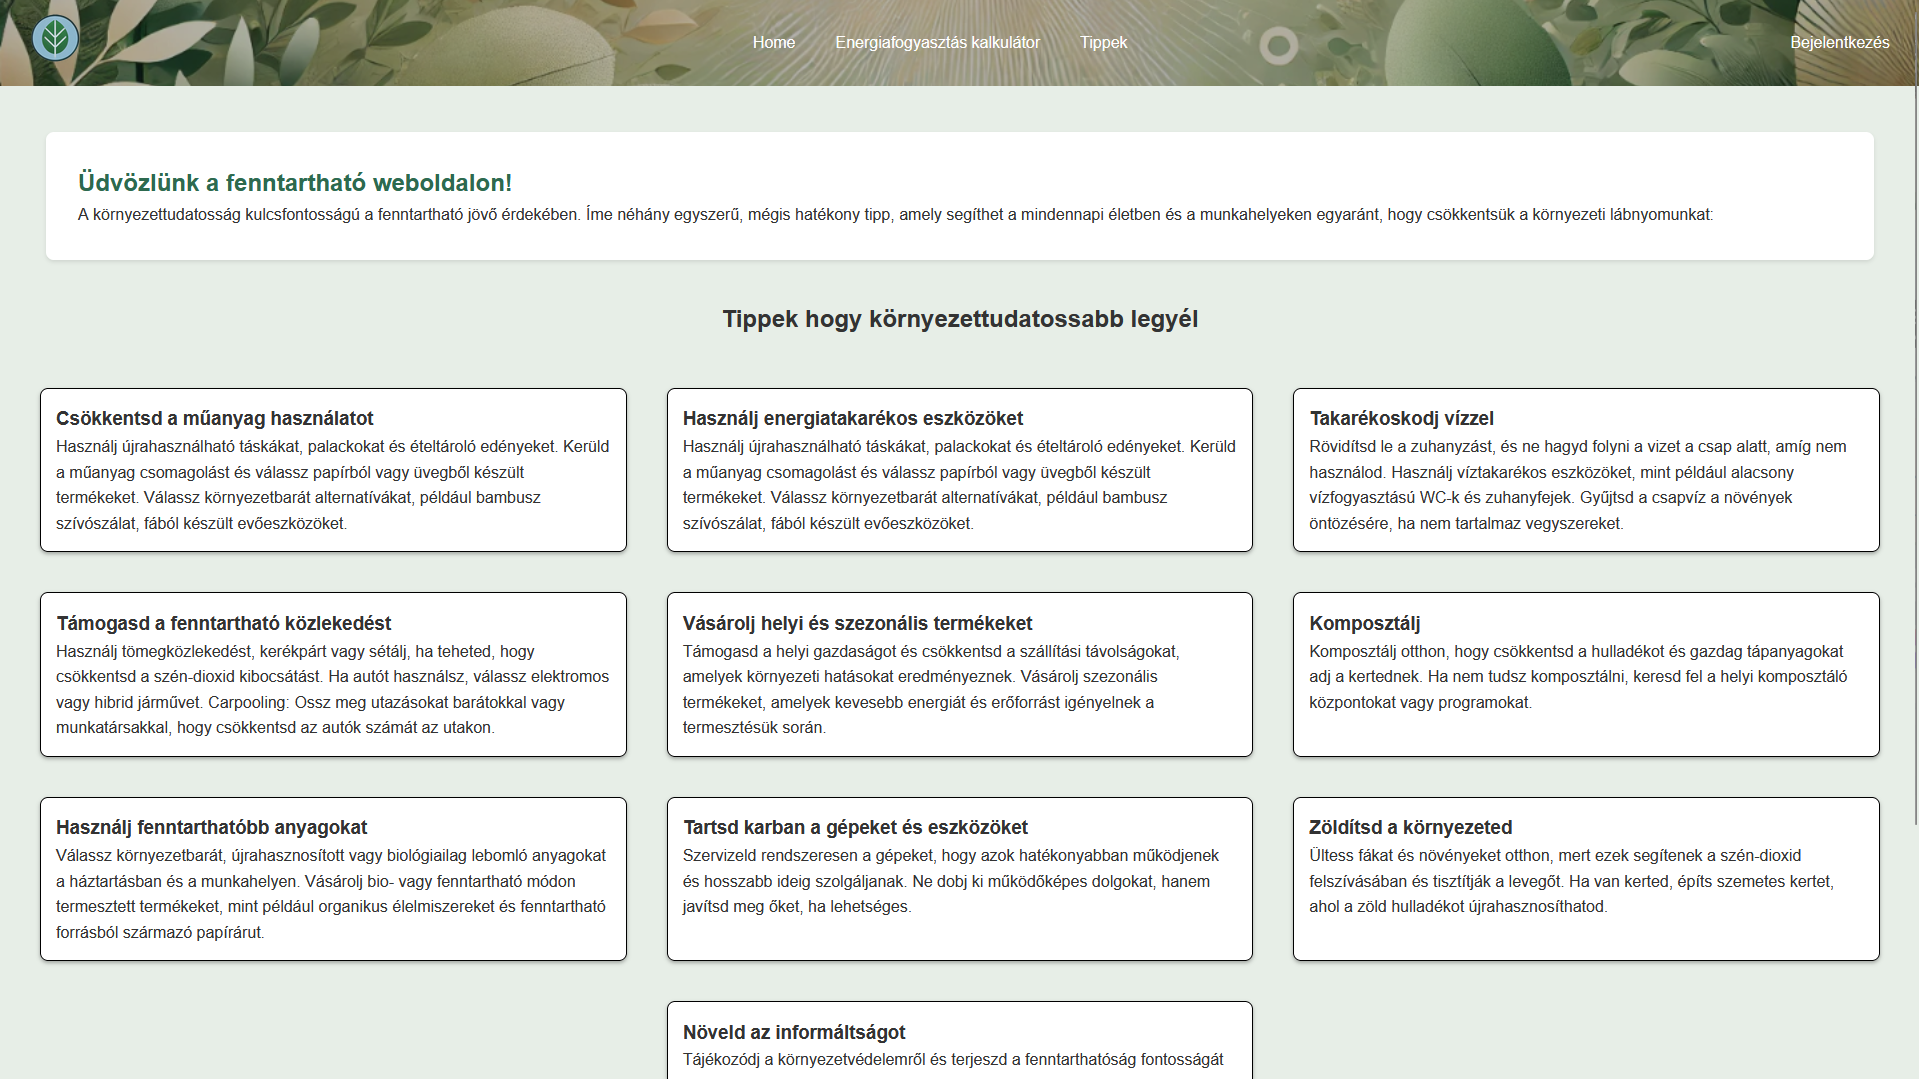 Home
Energiafogyasztás kalkulátor
Tippek
Bejelentkezés
Üdvözlünk a fenntartható weboldalon!
A környezettudatosság kulcsfontosságú a fenntartható jövő érdekében. Íme néhány egyszerű, mégis hatékony tipp, amely segíthet a mindennapi életben és a munkahelyeken egyaránt, hogy csökkentsük a környezeti lábnyomunkat:
Tippek hogy környezettudatossabb legyél
Csökkentsd a műanyag használatot
Használj újrahasználható táskákat, palackokat és ételtároló edényeket. Kerüld
a műanyag csomagolást és válassz papírból vagy üvegből készült
termékeket. Válassz környezetbarát alternatívákat, például bambusz
szívószálat, fából készült evőeszközöket.
Használj energiatakarékos eszközöket
Használj újrahasználható táskákat, palackokat és ételtároló edényeket. Kerüld
a műanyag csomagolást és válassz papírból vagy üvegből készült
termékeket. Válassz környezetbarát alternatívákat, például bambusz
szívószálat, fából készült evőeszközöket.
Takarékoskodj vízzel
Rövidítsd le a zuhanyzást, és ne hagyd folyni a vizet a csap alatt, amíg nem
használod. Használj víztakarékos eszközöket, mint például alacsony
vízfogyasztású WC-k és zuhanyfejek. Gyűjtsd a csapvíz a növények
öntözésére, ha nem tartalmaz vegyszereket.
Támogasd a fenntartható közlekedést
Használj tömegközlekedést, kerékpárt vagy sétálj, ha teheted, hogy
csökkentsd a szén-dioxid kibocsátást. Ha autót használsz, válassz elektromos
vagy hibrid járművet. Carpooling: Ossz meg utazásokat barátokkal vagy
munkatársakkal, hogy csökkentsd az autók számát az utakon.
Vásárolj helyi és szezonális termékeket
Támogasd a helyi gazdaságot és csökkentsd a szállítási távolságokat,
amelyek környezeti hatásokat eredményeznek. Vásárolj szezonális
termékeket, amelyek kevesebb energiát és erőforrást igényelnek a
termesztésük során.
Komposztálj
Komposztálj otthon, hogy csökkentsd a hulladékot és gazdag tápanyagokat
adj a kertednek. Ha nem tudsz komposztálni, keresd fel a helyi komposztáló
központokat vagy programokat.
Használj fenntarthatóbb anyagokat
Válassz környezetbarát, újrahasznosított vagy biológiailag lebomló anyagokat
a háztartásban és a munkahelyen. Vásárolj bio- vagy fenntartható módon
termesztett termékeket, mint például organikus élelmiszereket és fenntartható
forrásból származó papírárut.
Tartsd karban a gépeket és eszközöket
Szervizeld rendszeresen a gépeket, hogy azok hatékonyabban működjenek
és hosszabb ideig szolgáljanak. Ne dobj ki működőképes dolgokat, hanem
javítsd meg őket, ha lehetséges.
Zöldítsd a környezeted
Ültess fákat és növényeket otthon, mert ezek segítenek a szén-dioxid
felszívásában és tisztítják a levegőt. Ha van kerted, építs szemetes kertet,
ahol a zöld hulladékot újrahasznosíthatod.
Növeld az informáltságot
Tájékozódj a környezetvédelemről és terjeszd a fenntarthatóság fontosságát